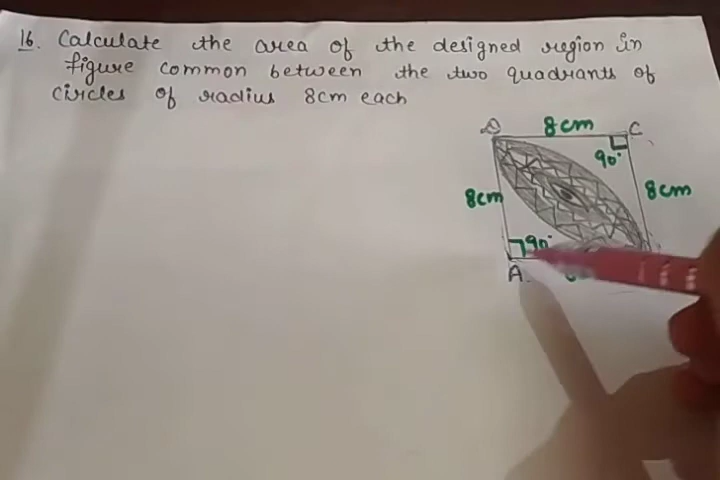 16. Calculate the area of the designed region in
figure common between the two quadrants of
circles of radius 8cm each
D 8cm C
90°
8cm 8cm
90°
A